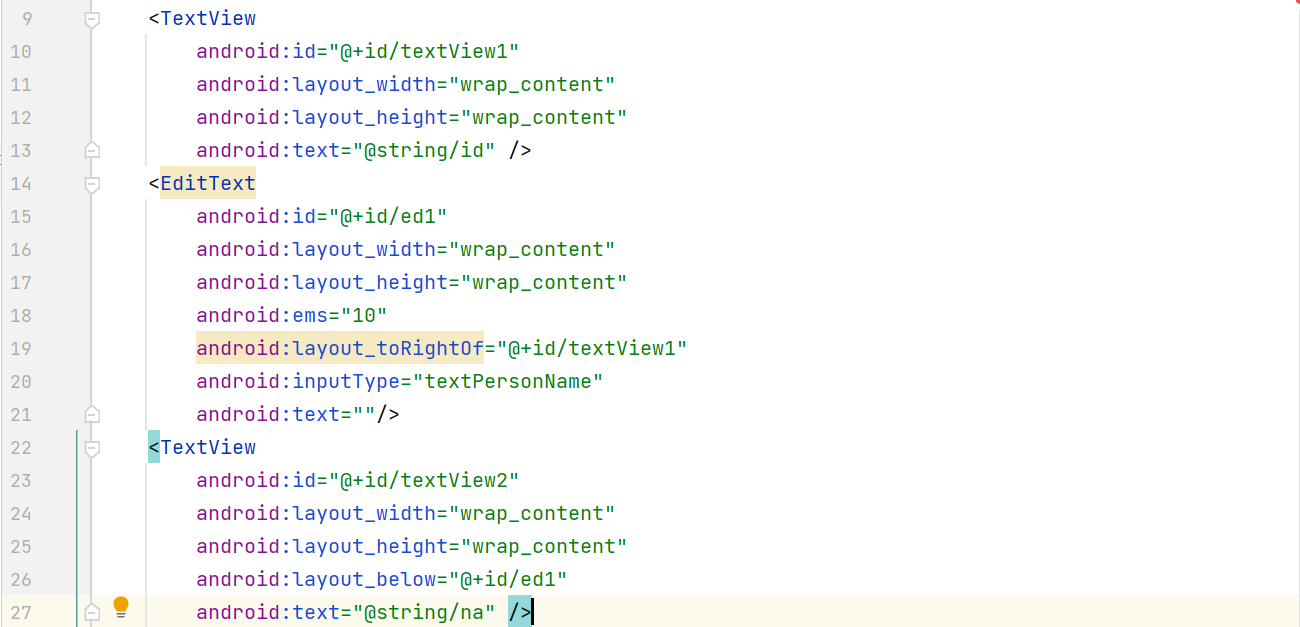 9 <TextView
10 android:id="@+id/textView1"
11 android:layout_width="wrap_content"
12 android:layout_height="wrap_content"
13 android:text="@string/id" />
14 <EditText
15 android:id="@+id/ed1"
16 android:layout_width="wrap_content"
17 android:layout_height="wrap_content"
18 android:ems="10"
19 android:layout_toRightOf="@+id/textView1"
20 android:inputType="textPersonName"
21 android:text=""/>
22 <TextView
23 android:id="@+id/textView2"
24 android:layout_width="wrap_content"
25 android:layout_height="wrap_content"
26 android:layout_below="@+id/ed1"
27 android:text="@string/na" />